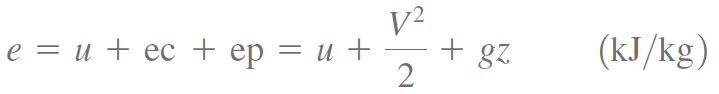 e = u + ec + ep = u + V²/2 + gz (kJ/kg)